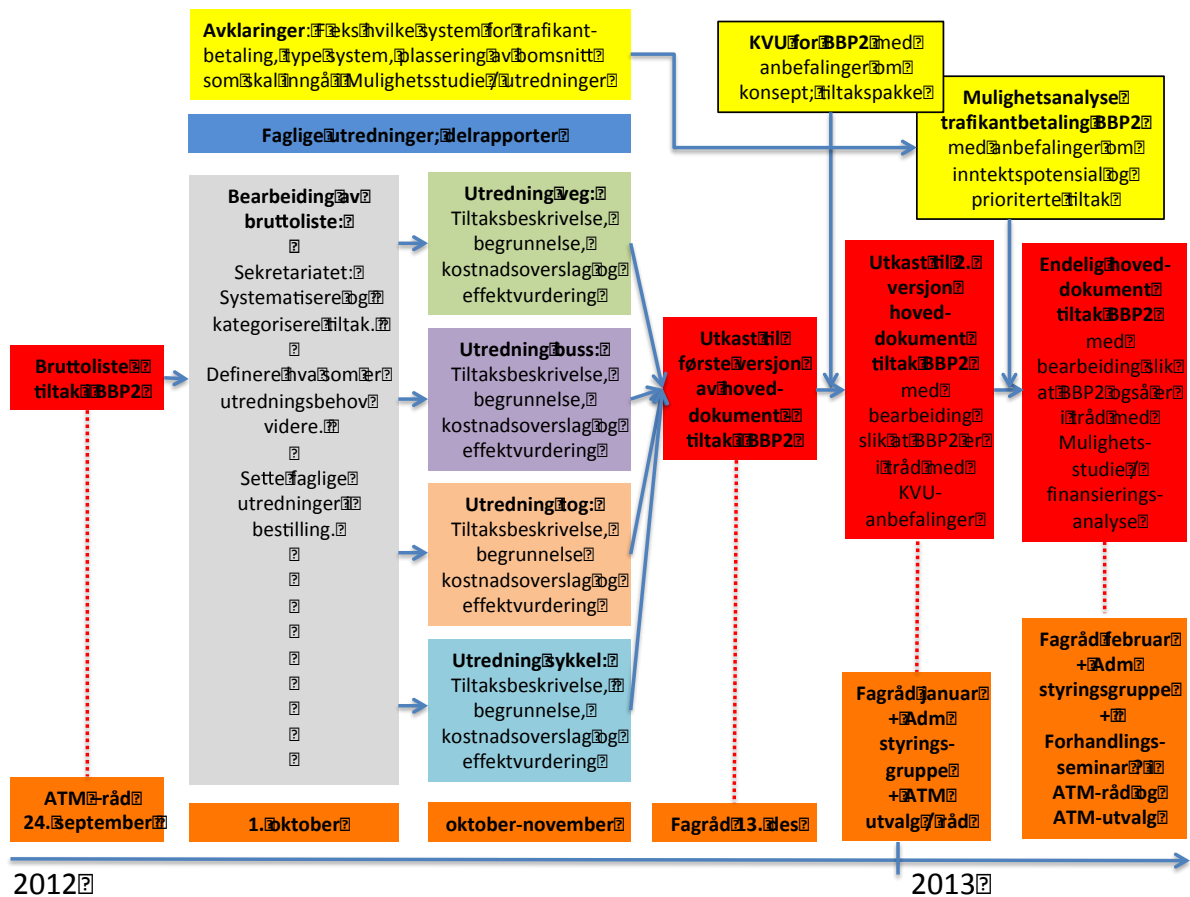 Avklaringer: F eks hvilke system for trafikant-
betaling, type system, plassering av bomsnitt
som skal inngå i Mulighetsstudie / utredninger
KVU for BBP2 med
anbefalinger om
konsept; tiltakspakke
Mulighetsanalyse
trafikantbetaling BBP2
med anbefalinger om
inntektspotensial og
prioriterte tiltak
Faglige utredninger; delrapporter
Bearbeiding av
bruttoliste:
Sekretariatet:
Systematisere og
kategorisere tiltak.
Definere hva som er
utredningsbehov
videre.
Sette faglige
utredninger i
bestilling.
Utredning veg:
Tiltaksbeskrivelse,
begrunnelse,
kostnadsoverslag og
effektvurdering
Utredning buss:
Tiltaksbeskrivelse,
begrunnelse,
kostnadsoverslag og
effektvurdering
Utredning tog:
Tiltaksbeskrivelse,
begrunnelse
kostnadsoverslag og
effektvurdering
Utredning sykkel:
Tiltaksbeskrivelse,
begrunnelse,
kostnadsoverslag og
effektvurdering
Bruttoliste
tiltak i BBP2
Utkast til
første versjon
av hoved-
dokument
tiltak i BBP2
Utkast til 2.
versjon
hoved-
dokument
tiltak BBP2
med
bearbeiding
slik at BBP2 er
i tråd med
KVU-
anbefalinger
Endelig hoved-
dokument
tiltak BBP2
med
bearbeiding slik
at BBP2 også er
i tråd med
Mulighets-
studie /
finansierings-
analyse
ATM –råd
24. september
1. oktober
oktober-november
Fagråd 13. des
Fagråd januar
+ Adm
styrings-
gruppe
+ ATM
utvalg / råd
Fagråd februar
+ Adm
styringsgruppe
+
Forhandlings-
seminar ? i
ATM-råd og
ATM-utvalg
2012
2013